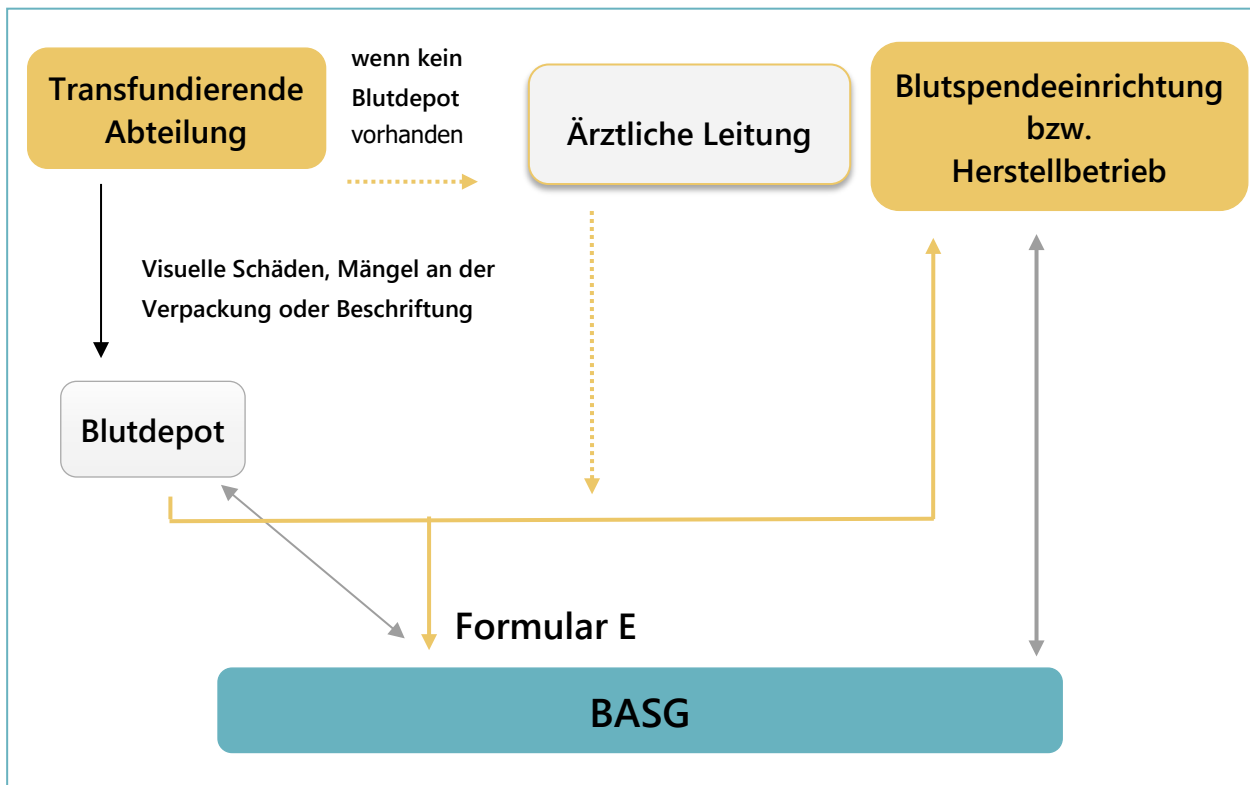 Transfundierende
Abteilung
wenn kein
Blutdepot
vorhanden
Ärztliche Leitung
Blutspendeeinrichtung
bzw.
Herstellbetrieb
Visuelle Schäden, Mängel an der
Verpackung oder Beschriftung
Blutdepot
Formular E
BASG